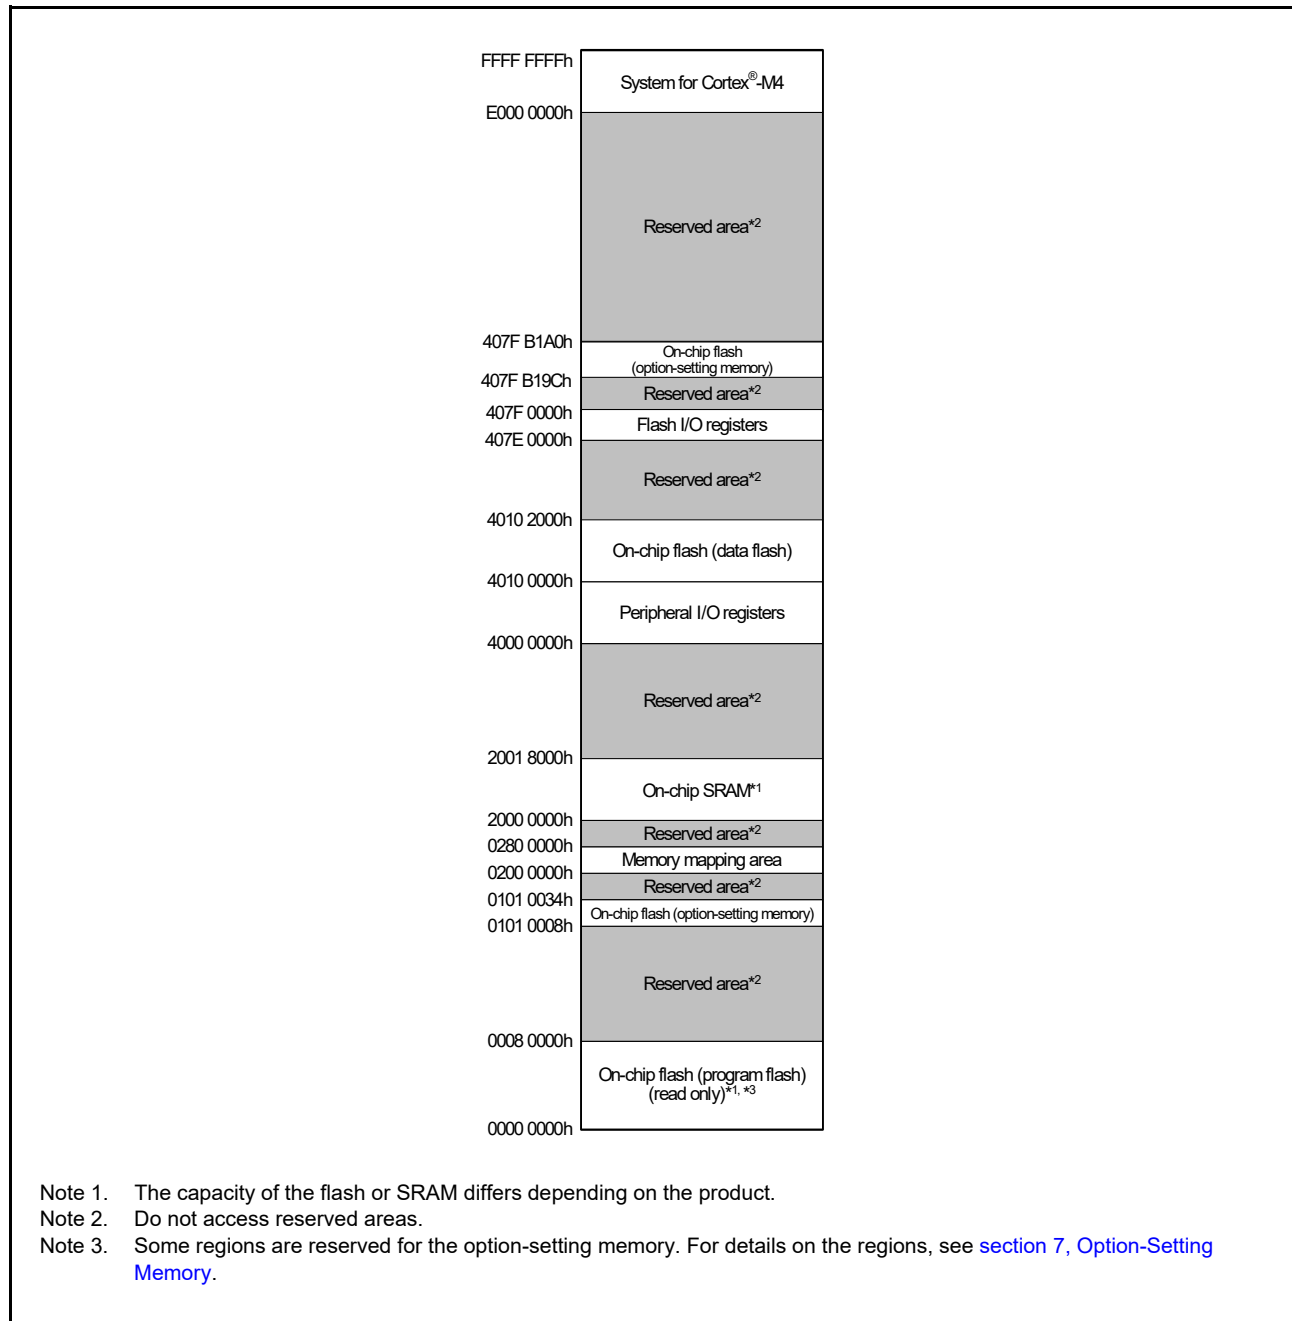 FFFF FFFFh
System for Cortex®-M4
E000 0000h
Reserved area*2
407F B1A0h
On-chip flash
(option-setting memory)
407F B19Ch
Reserved area*2
407F 0000h
Flash I/O registers
407E 0000h
Reserved area*2
4010 2000h
On-chip flash (data flash)
4010 0000h
Peripheral I/O registers
4000 0000h
Reserved area*2
2001 8000h
On-chip SRAM*1
2000 0000h
Reserved area*2
0280 0000h
Memory mapping area
0200 0000h
Reserved area*2
0101 0034h
On-chip flash (option-setting memory)
0101 0008h
Reserved area*2
0008 0000h
On-chip flash (program flash)
(read only)*1, *3
0000 0000h
Note 1. The capacity of the flash or SRAM differs depending on the product.
Note 2. Do not access reserved areas.
Note 3. Some regions are reserved for the option-setting memory. For details on the regions, see section 7, Option-Setting
Memory.